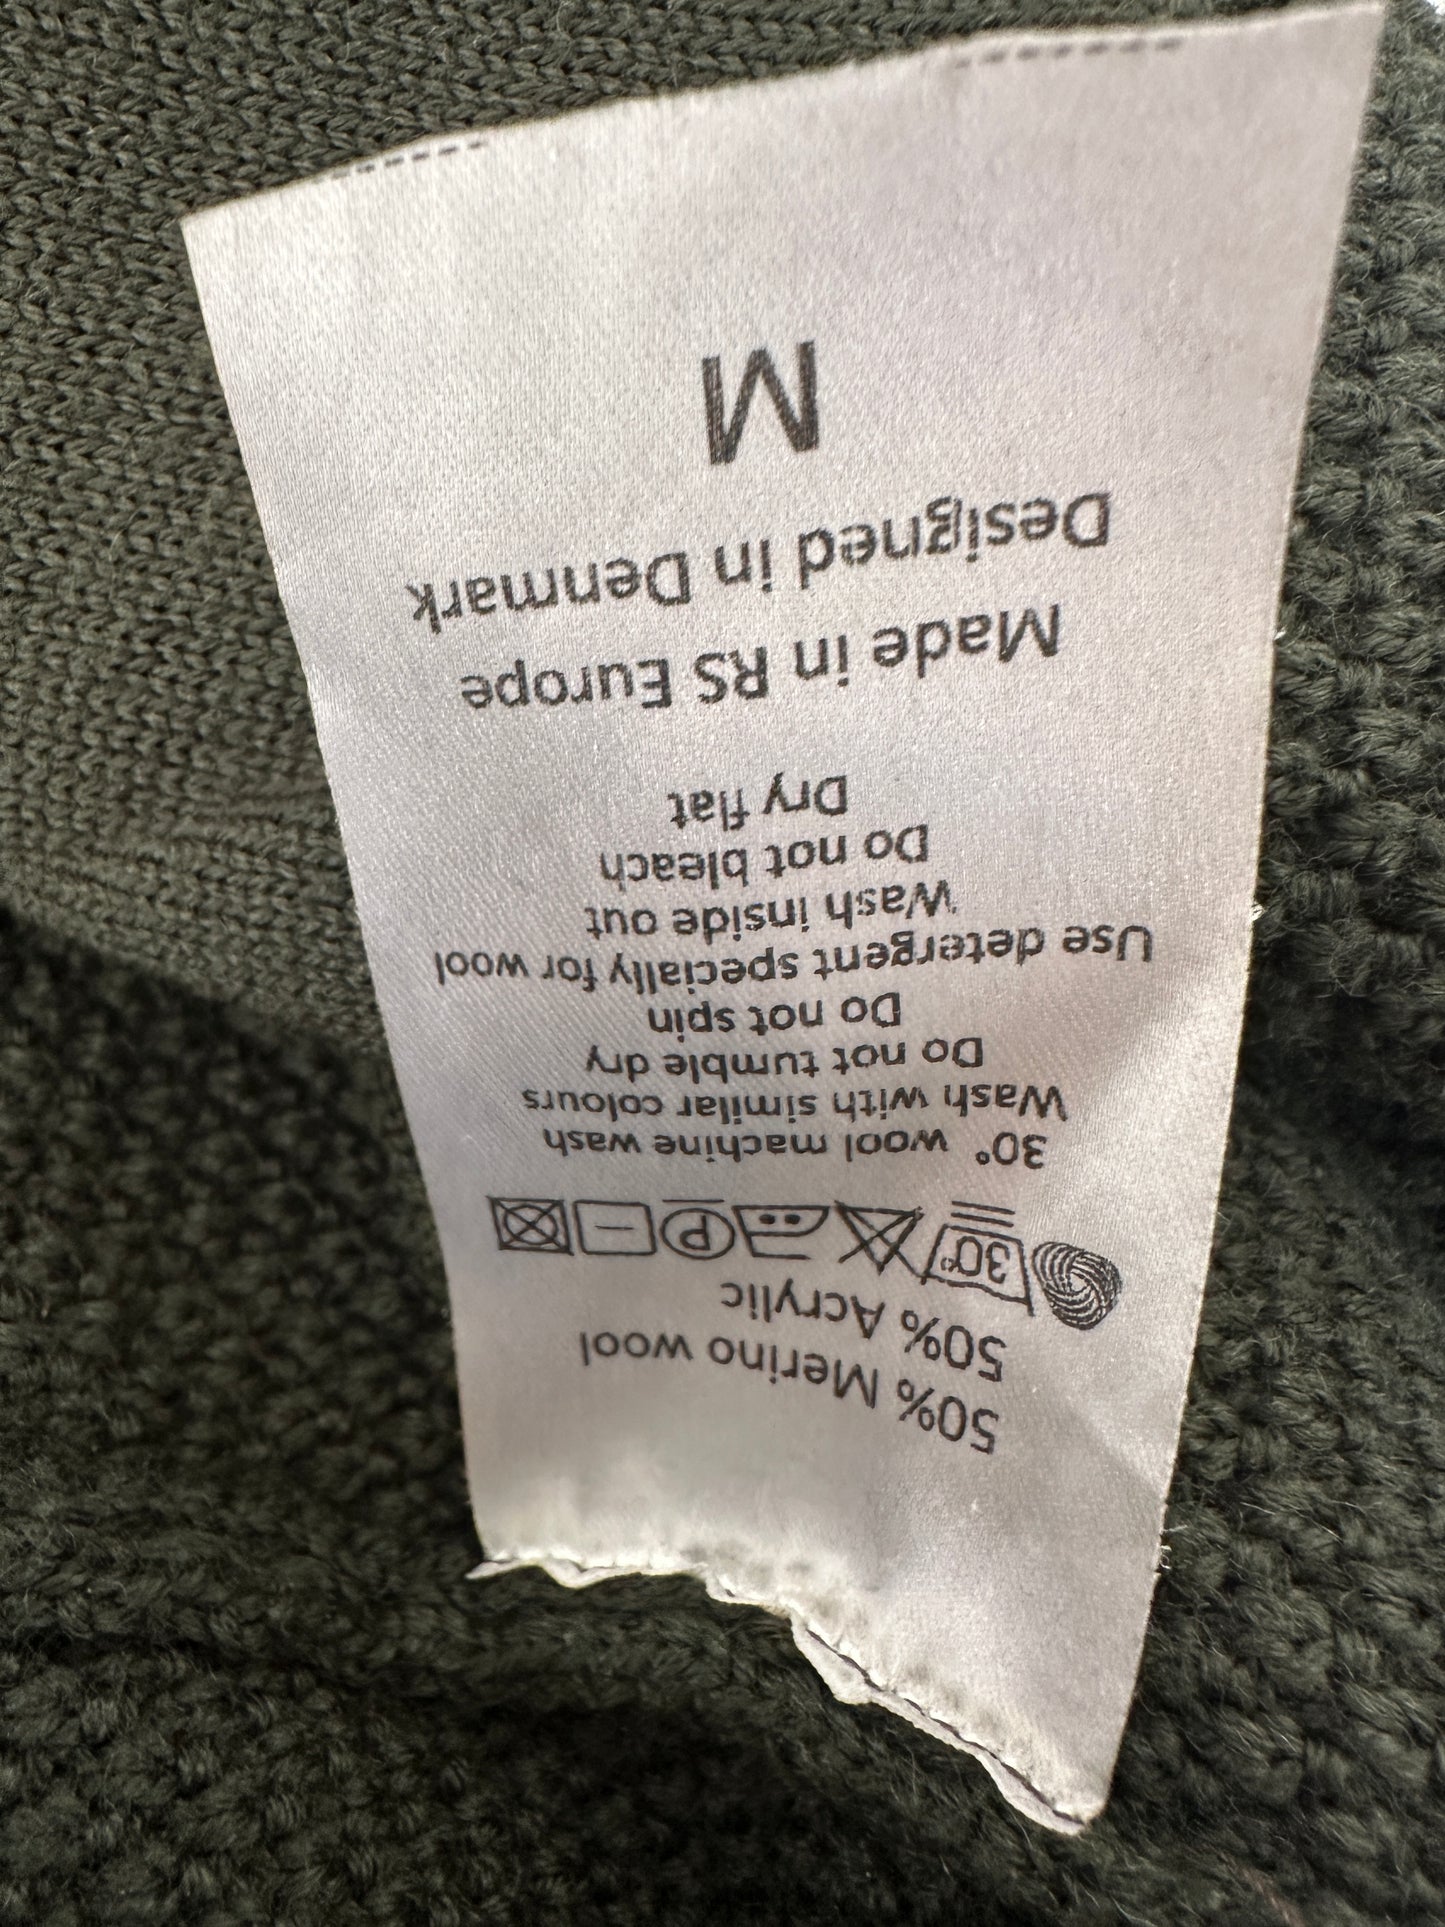 50% Merino wool
50% Acrylic
30° P
30° wool machine wash
Wash with similar colours
Do not tumble dry
Do not spin
Use detergent specially for wool
Wash inside out
Do not bleach
Dry flat
Made in RS Europe
Designed in Denmark
M